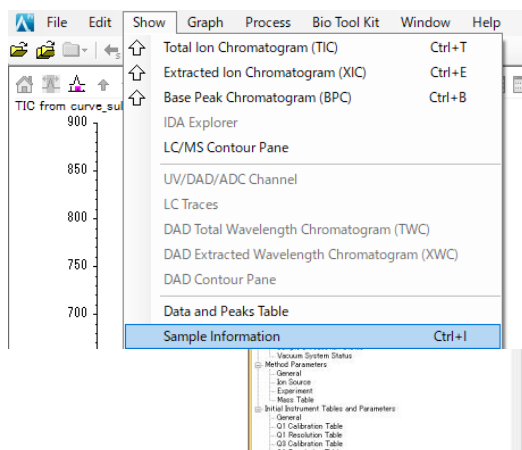 File Edit Show Graph Process Bio Tool Kit Window Help
Total Ion Chromatogram (TIC) Ctrl+T
Extracted Ion Chromatogram (XIC) Ctrl+E
Base Peak Chromatogram (BPC) Ctrl+B
IDA Explorer
LC/MS Contour Pane
UV/DAD/ADC Channel
LC Traces
DAD Total Wavelength Chromatogram (TWC)
DAD Extracted Wavelength Chromatogram (XWC)
DAD Contour Pane
Data and Peaks Table
Sample Information Ctrl+I
TIC from curve_sul
900
850
800
750
700
Vacuum System Status
Method Parameters
General
Ion Source
Experiment
Mass Table
Initial Instrument Tables and Parameters
General
Q1 Calibration Table
Q1 Resolution Table
Q3 Calibration Table